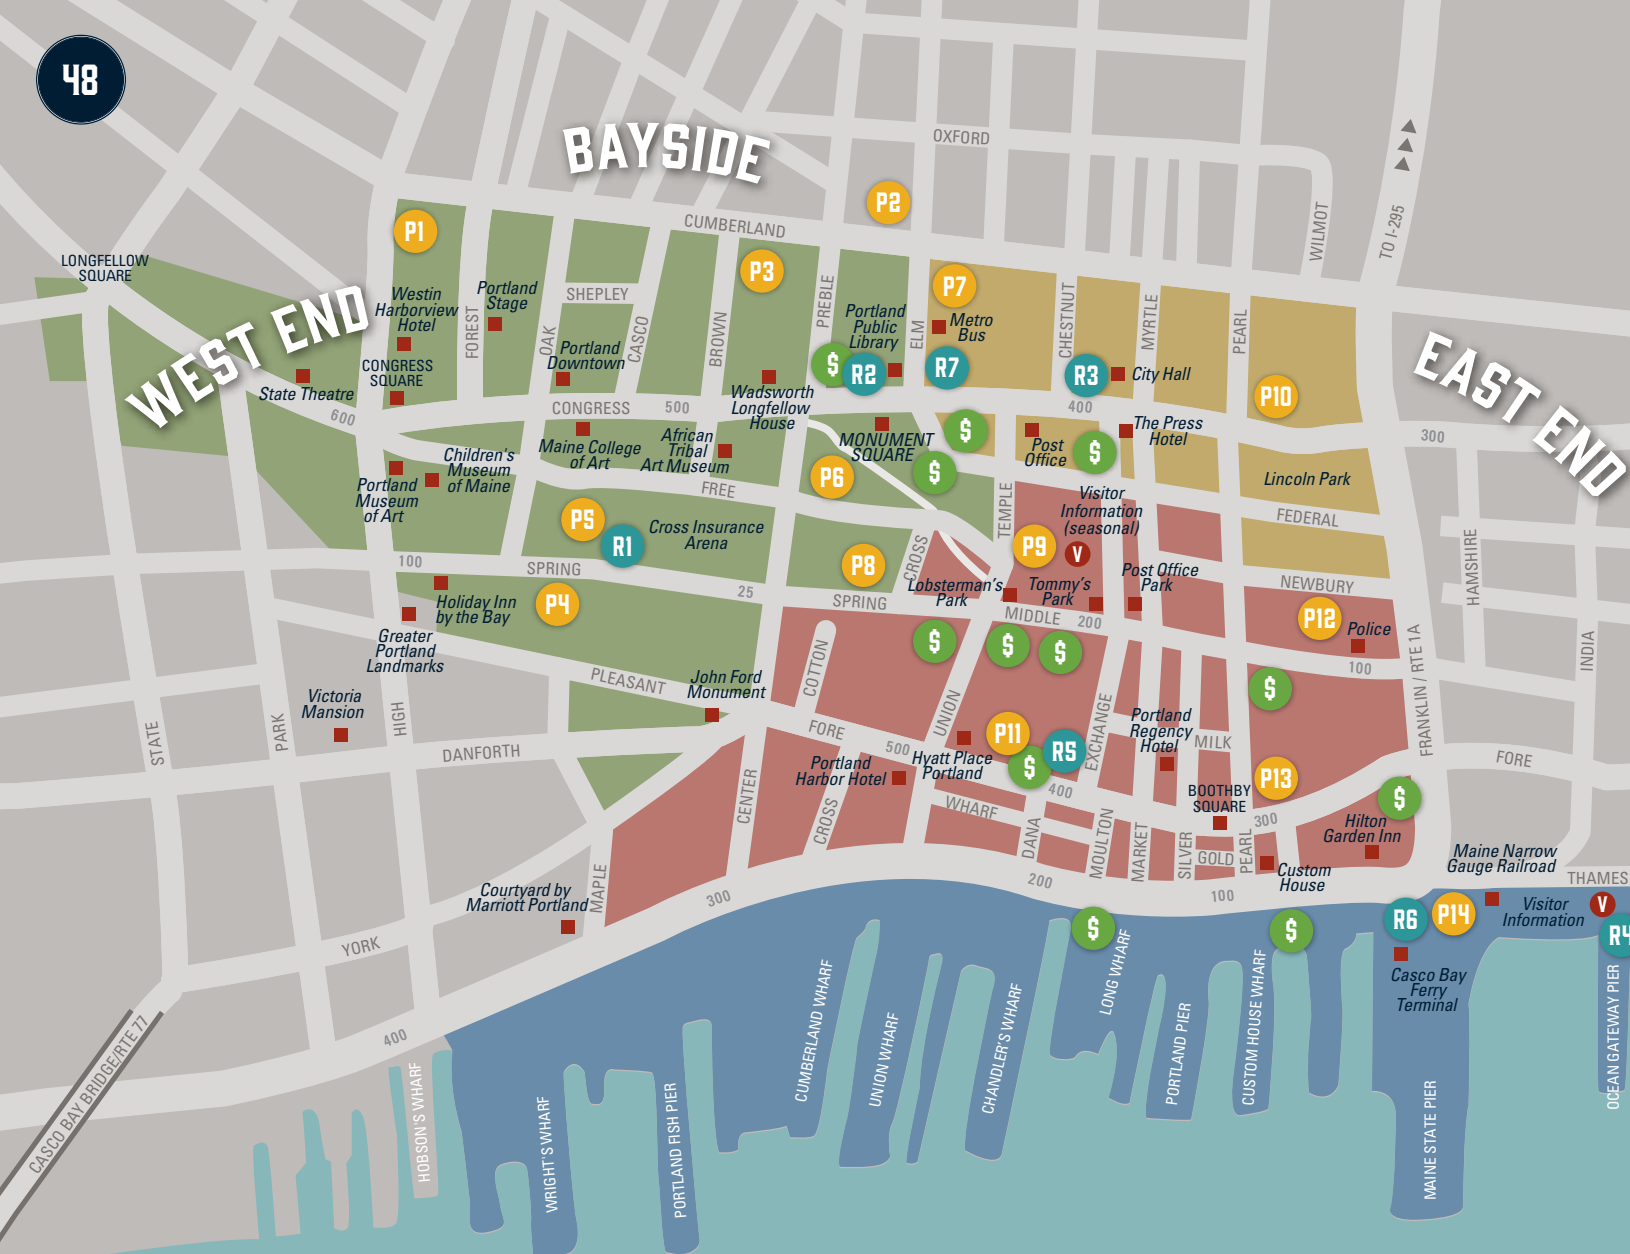 48
BAYSIDE
OXFORD
P2
P1
CUMBERLAND
WILMOT
TO I-295
LONGFELLOW
SQUARE
P3
P7
Westin
Harborview
Hotel
Portland
Stage
SHEPLEY
PREBLE
Portland
Public
Library
ELM
Metro
Bus
CHESTNUT
MYRTLE
PEARL
WEST END
FOREST
OAK
CASCO
BROWN
EAST END
CONGRESS
SQUARE
State Theatre
Portland
Downtown
$
R2
R7
R3
City Hall
600
CONGRESS
500
Wadsworth
Longfellow
House
400
P10
300
Maine College
of Art
African
Tribal
Art Museum
MONUMENT
SQUARE
$
Post
Office
$
The Press
Hotel
Children's
Museum
of Maine
Portland
Museum
of Art
P6
$
Visitor
Information
(seasonal)
Lincoln Park
FREE
TEMPLE
FEDERAL
P5
R1
Cross Insurance
Arena
P9
V
HAMPSHIRE
100
SPRING
25
P8
CROSS
Lobsterman's
Park
Tommy's
Park
Post Office
Park
NEWBURY
Holiday Inn
by the Bay
P4
SPRING
MIDDLE
200
P12
Police
Greater
Portland
Landmarks
$
$
$
100
INDIA
COTTON
PLEASANT
John Ford
Monument
$
FRANKLIN / RTE 1A
Victoria
Mansion
UNION
EXCHANGE
Portland
Regency
Hotel
STATE
PARK
HIGH
DANFORTH
FORE
500
P11
R5
$
MILK
FORE
Hyatt Place
Portland
Portland
Harbor Hotel
400
P13
BOOTHBY
SQUARE
$
CENTER
CROSS
WHARF
DANA
MOULTON
MARKET
SILVER
GOLD
PEARL
300
Hilton
Garden Inn
Maine Narrow
Gauge Railroad
THAMES
MAPLE
Courtyard by
Marriott Portland
300
200
100
Custom
House
Visitor
Information
V
R6
P14
R4
YORK
$
$
Casco Bay
Ferry
Terminal
400
CASCO BAY BRIDGE/RTE 77
HOBSON'S WHARF
WRIGHT'S WHARF
PORTLAND FISH PIER
CUMBERLAND WHARF
UNION WHARF
CHANDLER'S WHARF
LONG WHARF
PORTLAND PIER
CUSTOM HOUSE WHARF
MAINE STATE PIER
OCEAN GATEWAY PIER